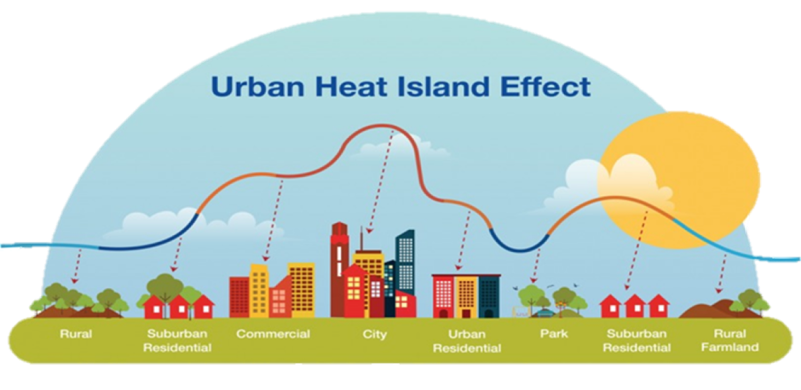 Urban Heat Island Effect
Rural
Suburban
Residential
Commercial
City
Urban
Residential
Park
Suburban
Residential
Rural
Farmland